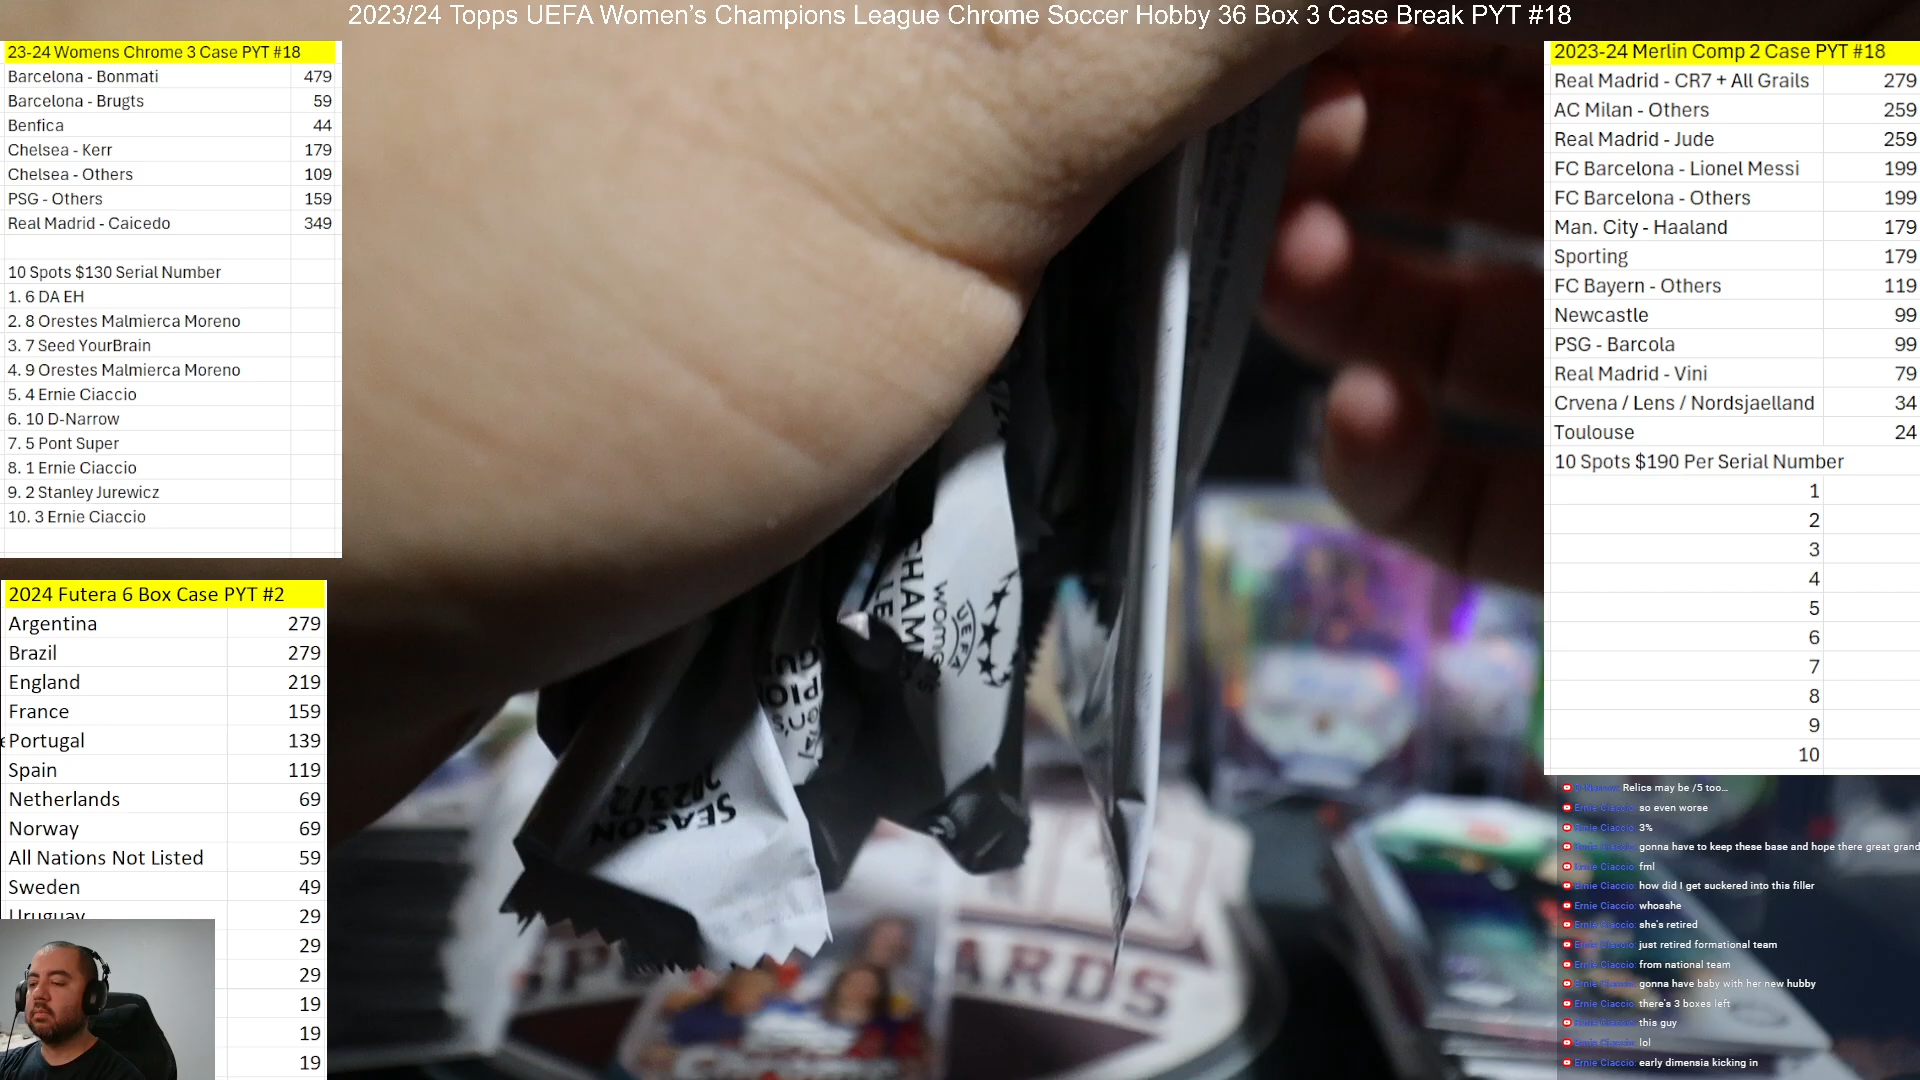 2023/24 Topps UEFA Women's Champions League Chrome Soccer Hobby 36 Box 3 Case Break PYT #18
23-24 Womens Chrome 3 Case PYT #18
Barcelona - Bonmati 479
Barcelona - Brugts 59
Benfica 44
Chelsea - Kerr 179
Chelsea - Others 109
PSG - Others 159
Real Madrid - Caicedo 349
10 Spots $130 Serial Number
1. 6 DA EH
2. 8 Orestes Malmierca Moreno
3. 7 Seed YourBrain
4. 9 Orestes Malmierca Moreno
5. 4 Ernie Ciaccio
6. 10 D-Narrow
7. 5 Pont Super
8. 1 Ernie Ciaccio
9. 2 Stanley Jurewicz
10. 3 Ernie Ciaccio
2024 Futera 6 Box Case PYT #2
Argentina 279
Brazil 279
England 219
France 159
Portugal 139
Spain 119
Netherlands 69
Norway 69
All Nations Not Listed 59
Sweden 49
Uruguay 29
29
29
19
19
19
UEFA
SEASON
ARDS
2023-24 Merlin Comp 2 Case PYT #18
Real Madrid - CR7 + All Grails 279
AC Milan - Others 259
Real Madrid - Jude 259
FC Barcelona - Lionel Messi 199
FC Barcelona - Others 199
Man. City - Haaland 179
Sporting 179
FC Bayern - Others 119
Newcastle 99
PSG - Barcola 99
Real Madrid - Vini 79
Crvena / Lens / Nordsjaelland 34
Toulouse 24
10 Spots $190 Per Serial Number
1
2
3
4
5
6
7
8
9
10
Relics may be /5 too...
Ernie Ciaccio: so even worse
Ernie Ciaccio: 3%
Ernie Ciaccio: gonna have to keep these base and hope there great grand
Ernie Ciaccio: fml
Ernie Ciaccio: how did I get suckered into this filler
Ernie Ciaccio: whosshe
Ernie Ciaccio: she's retired
Ernie Ciaccio: just retired formational team
Ernie Ciaccio: from national team
Ernie Ciaccio: gonna have baby with her new hubby
Ernie Ciaccio: there's 3 boxes left
Ernie Ciaccio: this guy
Ernie Ciaccio: lol
Ernie Ciaccio: early dimensia kicking in